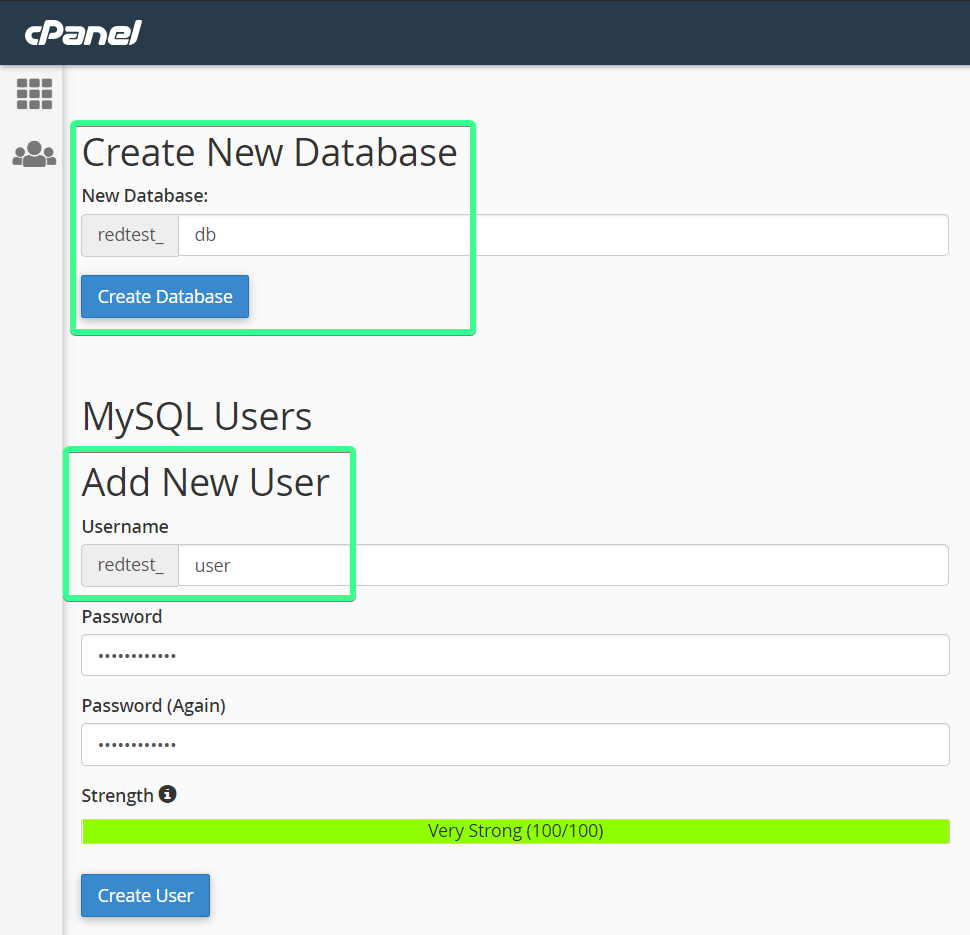 cPanel
Create New Database
New Database:
redtest_ db
Create Database
MySQL Users
Add New User
Username
redtest_ user
Password
••••••••••••
Password (Again)
••••••••••••
Strength
Very Strong (100/100)
Create User